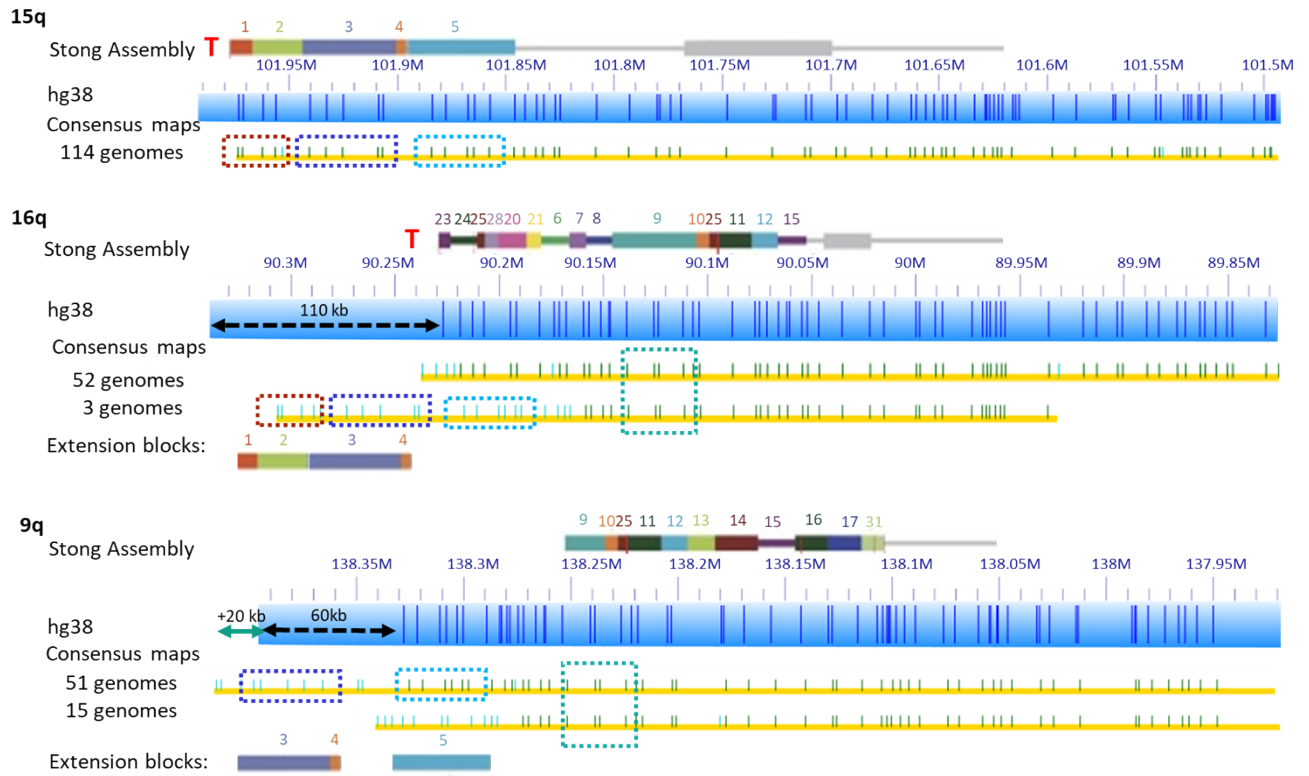 15q
1 2 3 4 5
Stong Assembly T
101.95M 101.9M 101.85M 101.8M 101.75M 101.7M 101.65M 101.6M 101.55M 101.5M
hg38
Consensus maps
114 genomes
16q
23 24 25 28 20 21 6 7 8 9 10 25 11 12 15
Stong Assembly T
90.3M 90.25M 90.2M 90.15M 90.1M 90.05M 90M 89.95M 89.9M 89.85M
hg38 110 kb
Consensus maps
52 genomes
3 genomes
Extension blocks: 1 2 3 4
9q
9 10 25 11 12 13 14 15 16 17 31
Stong Assembly
138.35M 138.3M 138.25M 138.2M 138.15M 138.1M 138.05M 138M 137.95M
+20 kb 60kb
hg38
Consensus maps
51 genomes
15 genomes
3 4 5
Extension blocks: